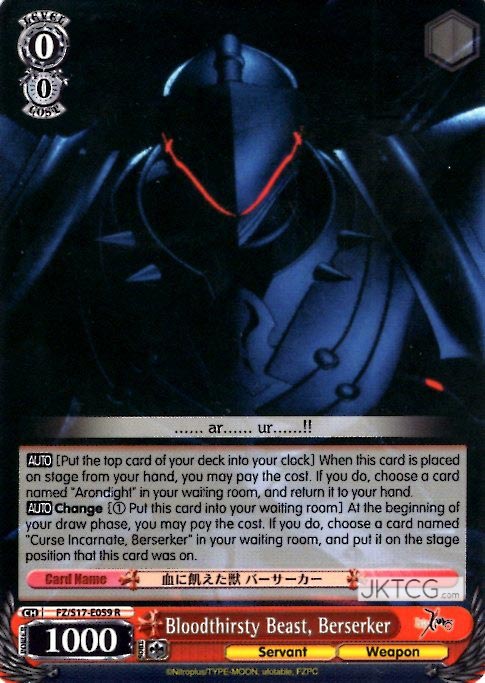 LEVEL
0
0
COST
...... ar...... ur......!!
AUTO [Put the top card of your deck into your clock] When this card is placed
on stage from your hand, you may pay the cost. If you do, choose a card
named "Arondight" in your waiting room, and return it to your hand.
AUTO Change [① Put this card into your waiting room] At the beginning of
your draw phase, you may pay the cost. If you do, choose a card named
"Curse Incarnate, Berserker" in your waiting room, and put it on the stage
position that this card was on.
Card Name 血に飢えた獣 バーサーカー
JKTCG.com
CH FZ/S17-E059 R
POWER 1000 SOUL
Bloodthirsty Beast, Berserker
Servant Weapon
©Nitroplus/TYPE-MOON, ufotable, FZPC